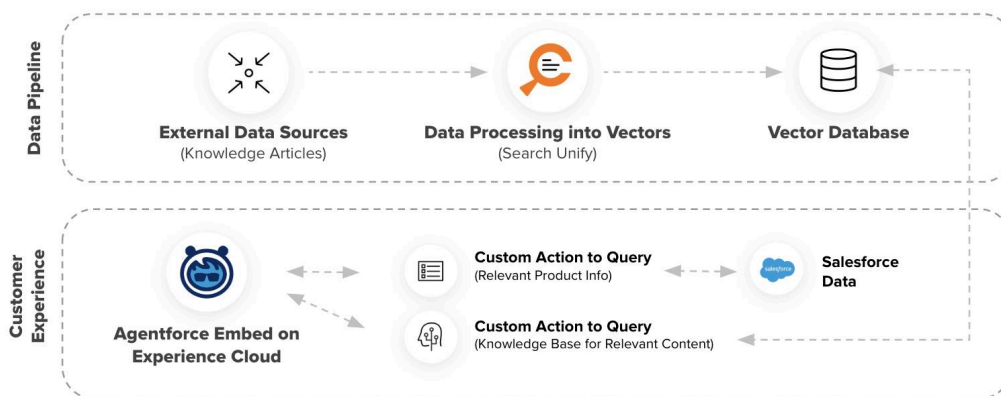 Data Pipeline
External Data Sources
(Knowledge Articles)
Data Processing into Vectors
(Search Unify)
Vector Database
Customer
Experience
Agentforce Embed on
Experience Cloud
Custom Action to Query
(Relevant Product Info)
salesforce
Salesforce
Data
Custom Action to Query
(Knowledge Base for Relevant Content)